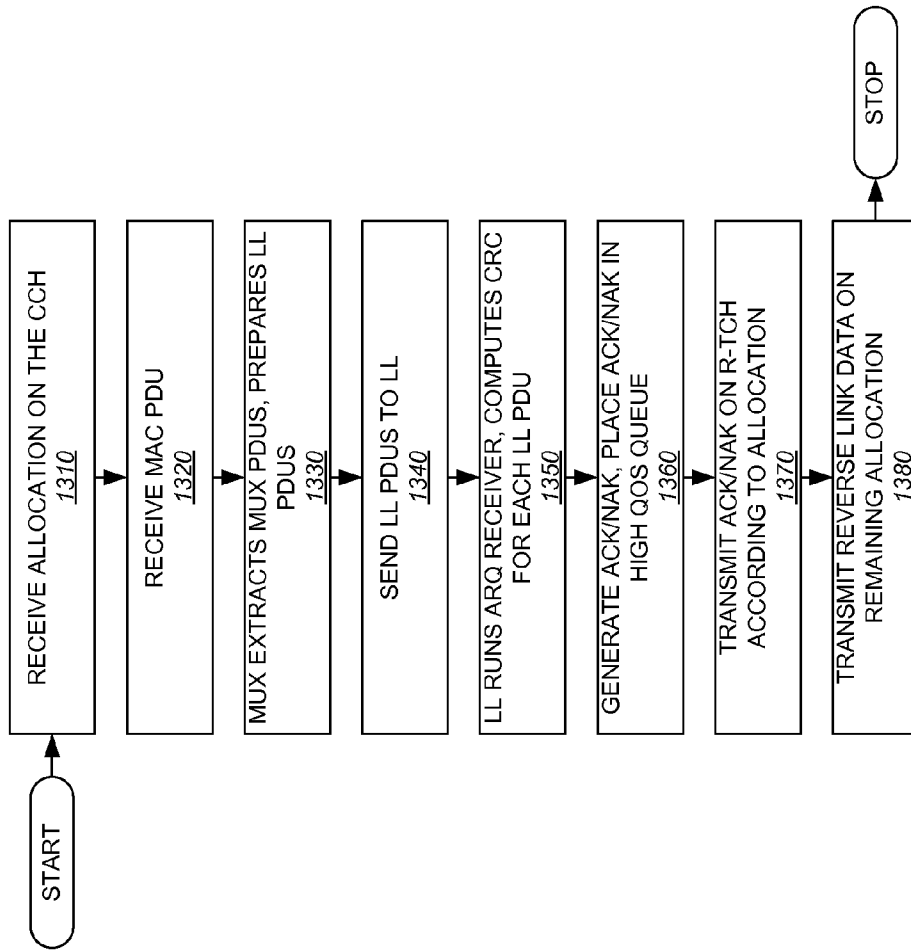 START
RECEIVE ALLOCATION ON THE CCH
1310
RECEIVE MAC PDU
1320
MUX EXTRACTS MUX PDUS, PREPARES LL
PDUS
1330
SEND LL PDUS TO LL
1340
LL RUNS ARQ RECEIVER, COMPUTES CRC
FOR EACH LL PDU
1350
GENERATE ACK/NAK, PLACE ACK/NAK IN
HIGH QOS QUEUE
1360
TRANSMIT ACK/NAK ON R-TCH
ACCORDING TO ALLOCATION
1370
TRANSMIT REVERSE LINK DATA ON
REMAINING ALLOCATION
1380
STOP